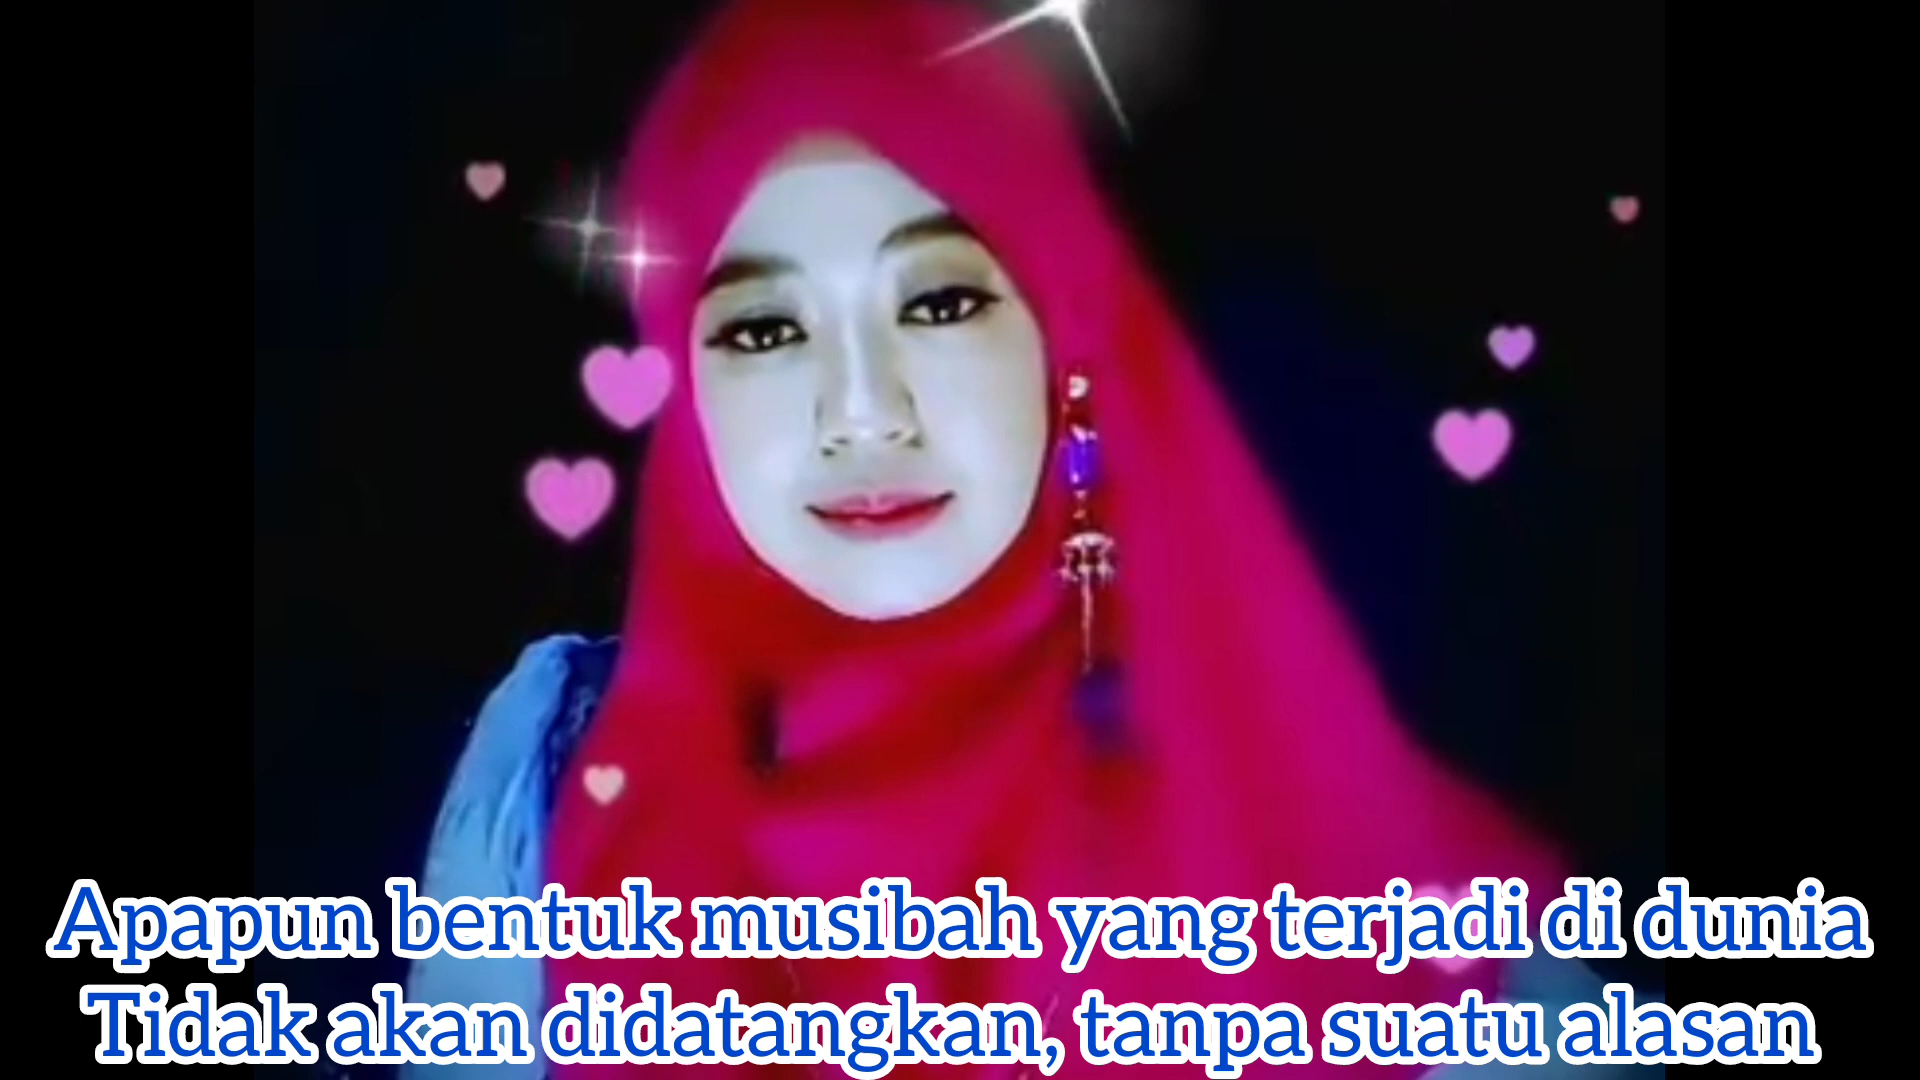 Apapun bentuk musibah yang terjadi di dunia
Tidak akan didatangkan, tanpa suatu alasan